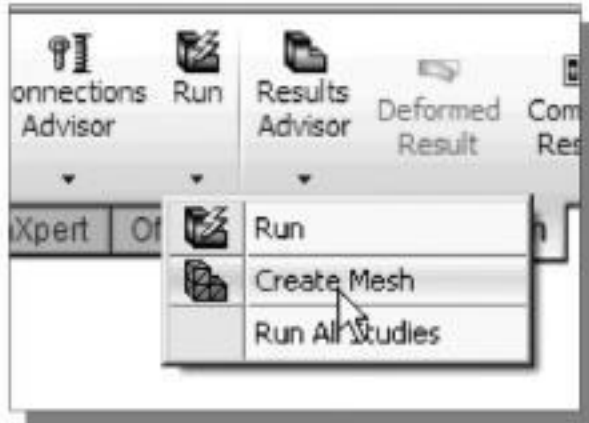 onnections Run Results Deformed Com
Advisor Advisor Result Res
Xpert Of
Run
Create Mesh
Run All Studies